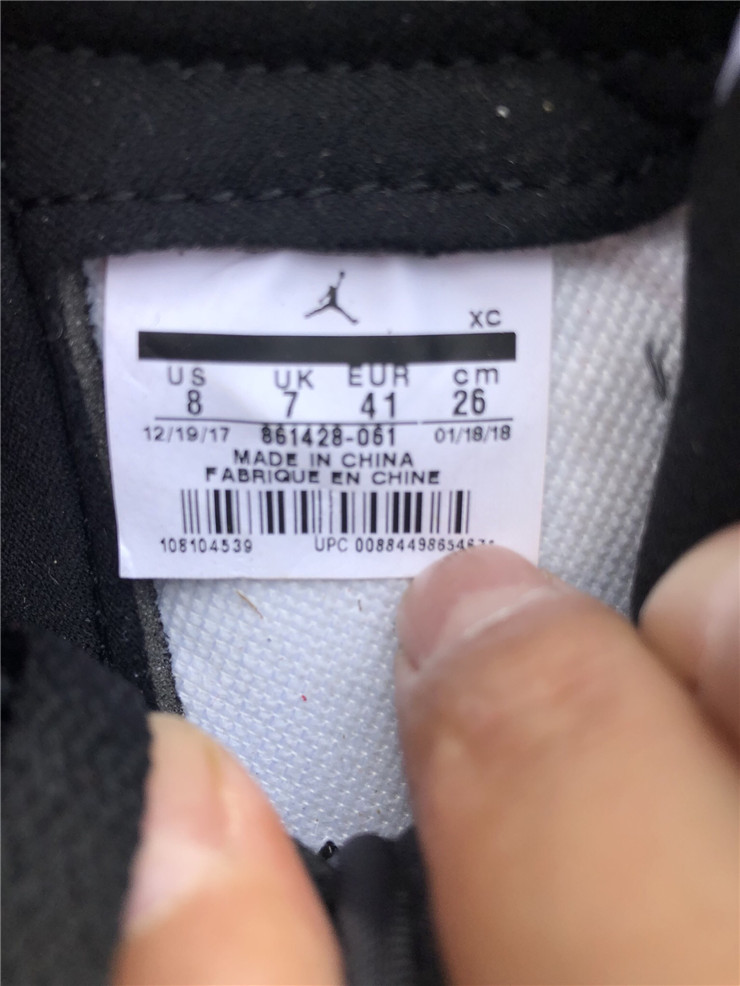 XC
US UK EUR cm
8 7 41 26
12/19/17 861428-061 01/18/18
MADE IN CHINA
FABRIQUE EN CHINE
108104539 UPC